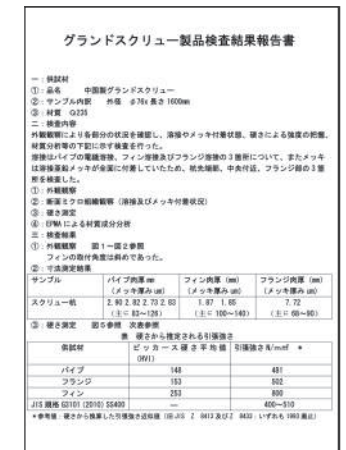 グランドスクリュー製品検査結果報告書
一：供試材
①：品名　中国製グランドスクリュー
②：サンプル内訳　外径　φ76x 長さ 1600mm
③：材質　Q235
二：検査内容
外観観察により各部分の状況を確認し、溶接やメッキ付着状態、硬さによる強度の把握、
材質分析等の下記に示す検査を行った。
溶接はパイプの電縫溶接、フィン溶接及びフランジ溶接の3箇所について、またメッキ
は溶接亜鉛メッキが全面に付着していたため、杭先端部、中央付近、フランジ部の3箇
所を検査した。
①：外観観察
②：断面ミクロ組織観察（溶接及びメッキ付着状況）
③：硬さ測定
④：EPMAによる材質成分分析
三：検査結果
①：外観観察　図1～図2参照
フィンの取付角度は斜めであった。
②：寸法測定結果
サンプル　パイプ肉厚 mm　フィン肉厚 (mm)　フランジ肉厚 (mm)
（メッキ厚み um）　（メッキ厚み um）　（メッキ厚み um）
スクリュー杭　2.80 2.82 2.73 2.83　1.87 1.85　7.72
（主に 83～126）　（主に 100～140）　（主に 68～80）
③：硬さ測定　図5参照　次表参照
表　硬さから推定される引張強さ
供試材　ビッカース硬さ平均値　引張強さ N/m㎡　*
(HV1)
パイプ　148　481
フランジ　153　502
フィン　253　800
JIS 規格 G3101 (2010) SS400　―　400～510
*参考値：硬さから換算した引張強さ近似値（旧 JIS Z 8413 及び Z 8438：いずれも 1993 廃止）